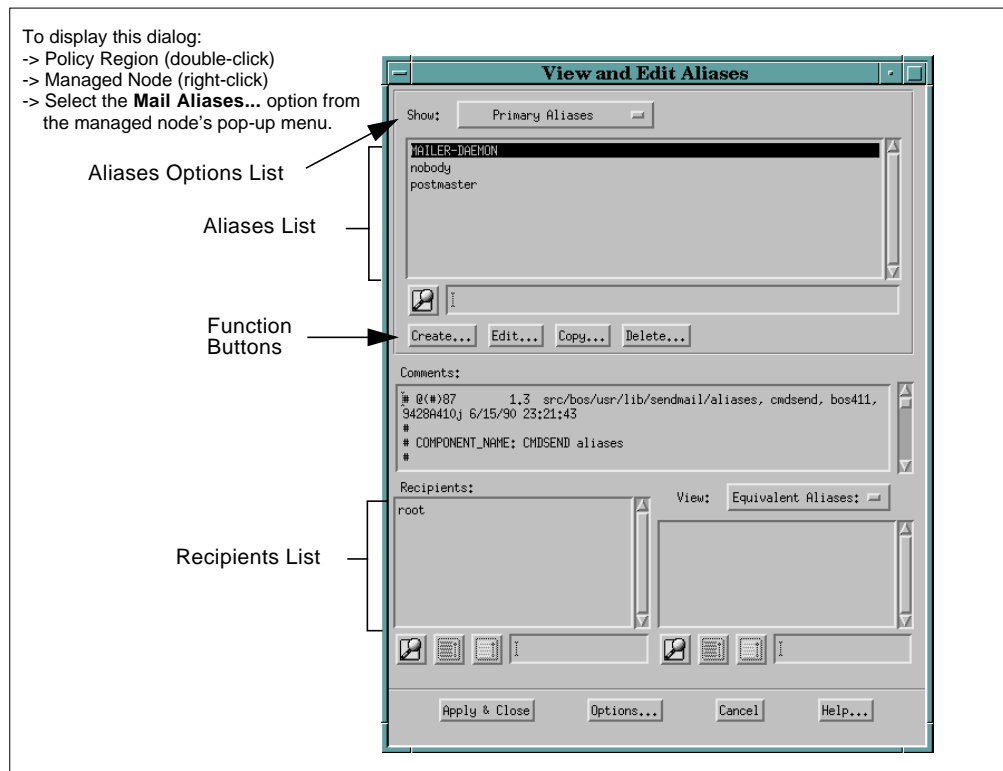 To display this dialog:
-> Policy Region (double-click)
-> Managed Node (right-click)
-> Select the Mail Aliases... option from
the managed node's pop-up menu.
Aliases Options List
Aliases List
Function
Buttons
Recipients List
View and Edit Aliases
Show: Primary Aliases
MAILER-DAEMON
nobody
postmaster
Create... Edit... Copy... Delete...
Comments:
# @(#)87 1.3 src/bos/usr/lib/sendmail/aliases, cmdsend, bos411,
9428A410j 6/15/90 23:21:43
#
# COMPONENT_NAME: CMDSEND aliases
#
Recipients:
root
View: Equivalent Aliases:
Apply & Close Options... Cancel Help...